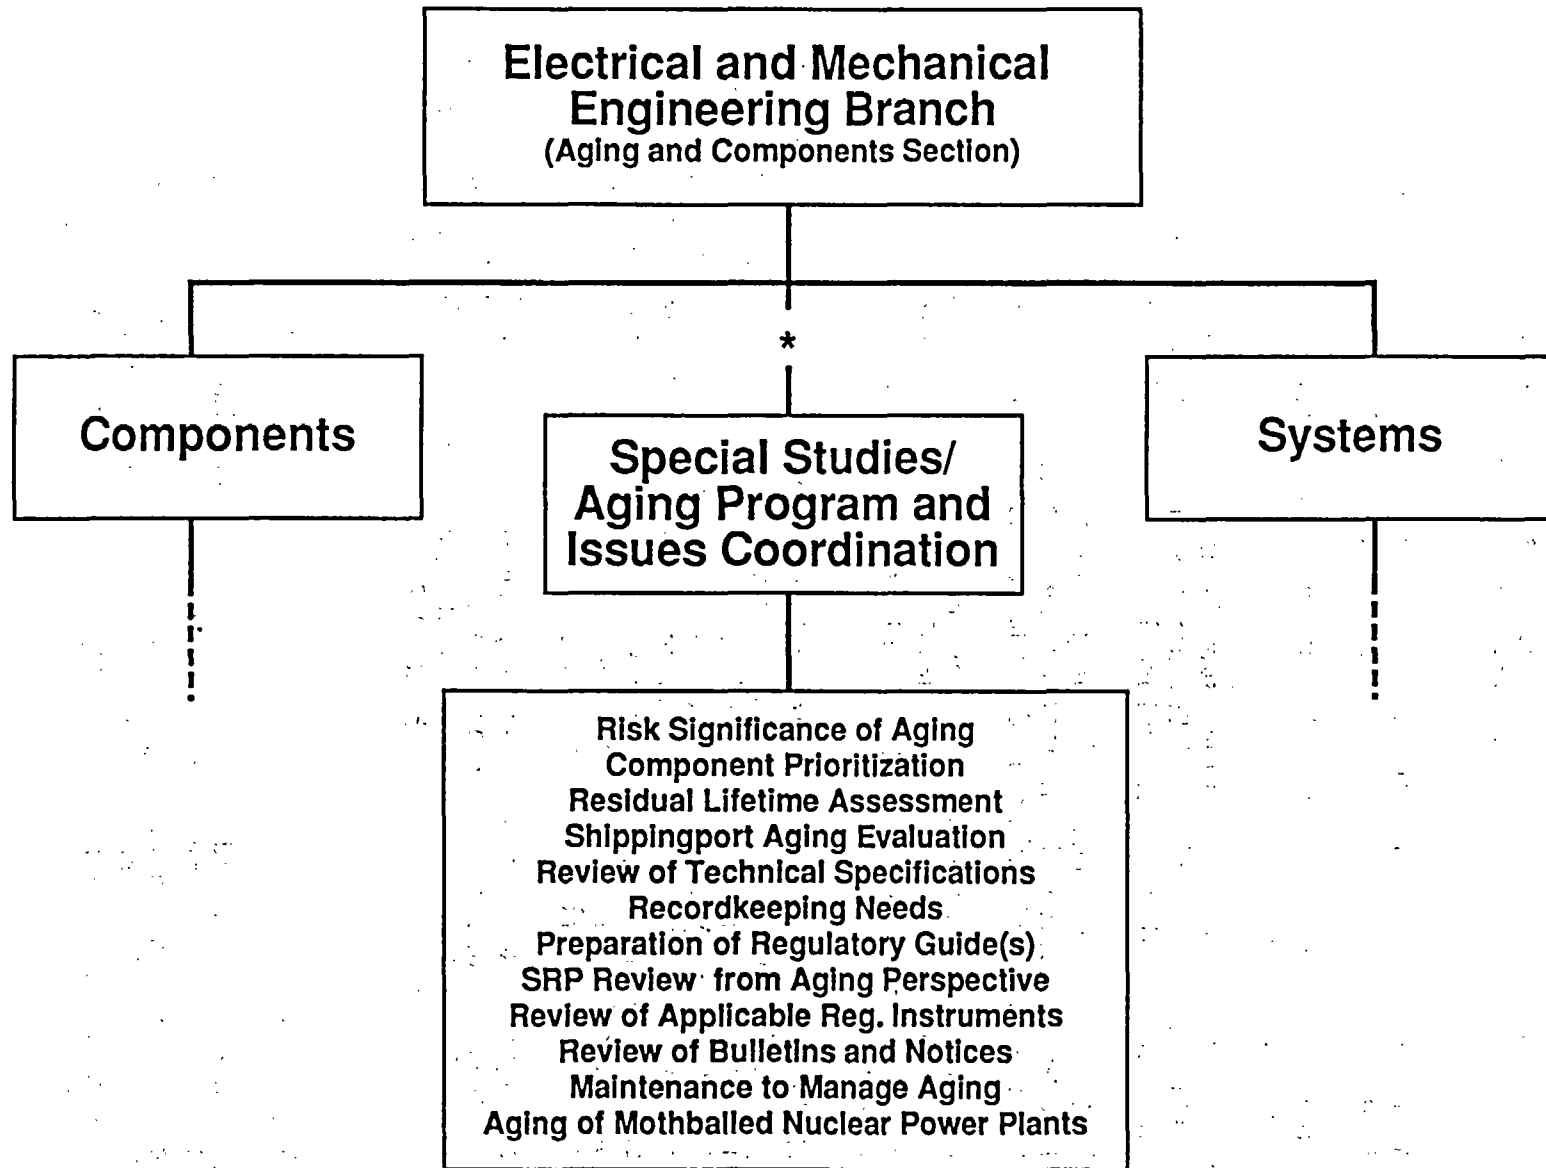 Electrical and Mechanical
Engineering Branch
(Aging and Components Section)
*
Components
Special Studies/
Aging Program and
Issues Coordination
Systems
Risk Significance of Aging
Component Prioritization
Residual Lifetime Assessment
Shippingport Aging Evaluation
Review of Technical Specifications
Recordkeeping Needs
Preparation of Regulatory Guide(s)
SRP Review from Aging Perspective
Review of Applicable Reg. Instruments
Review of Bulletins and Notices
Maintenance to Manage Aging
Aging of Mothballed Nuclear Power Plants